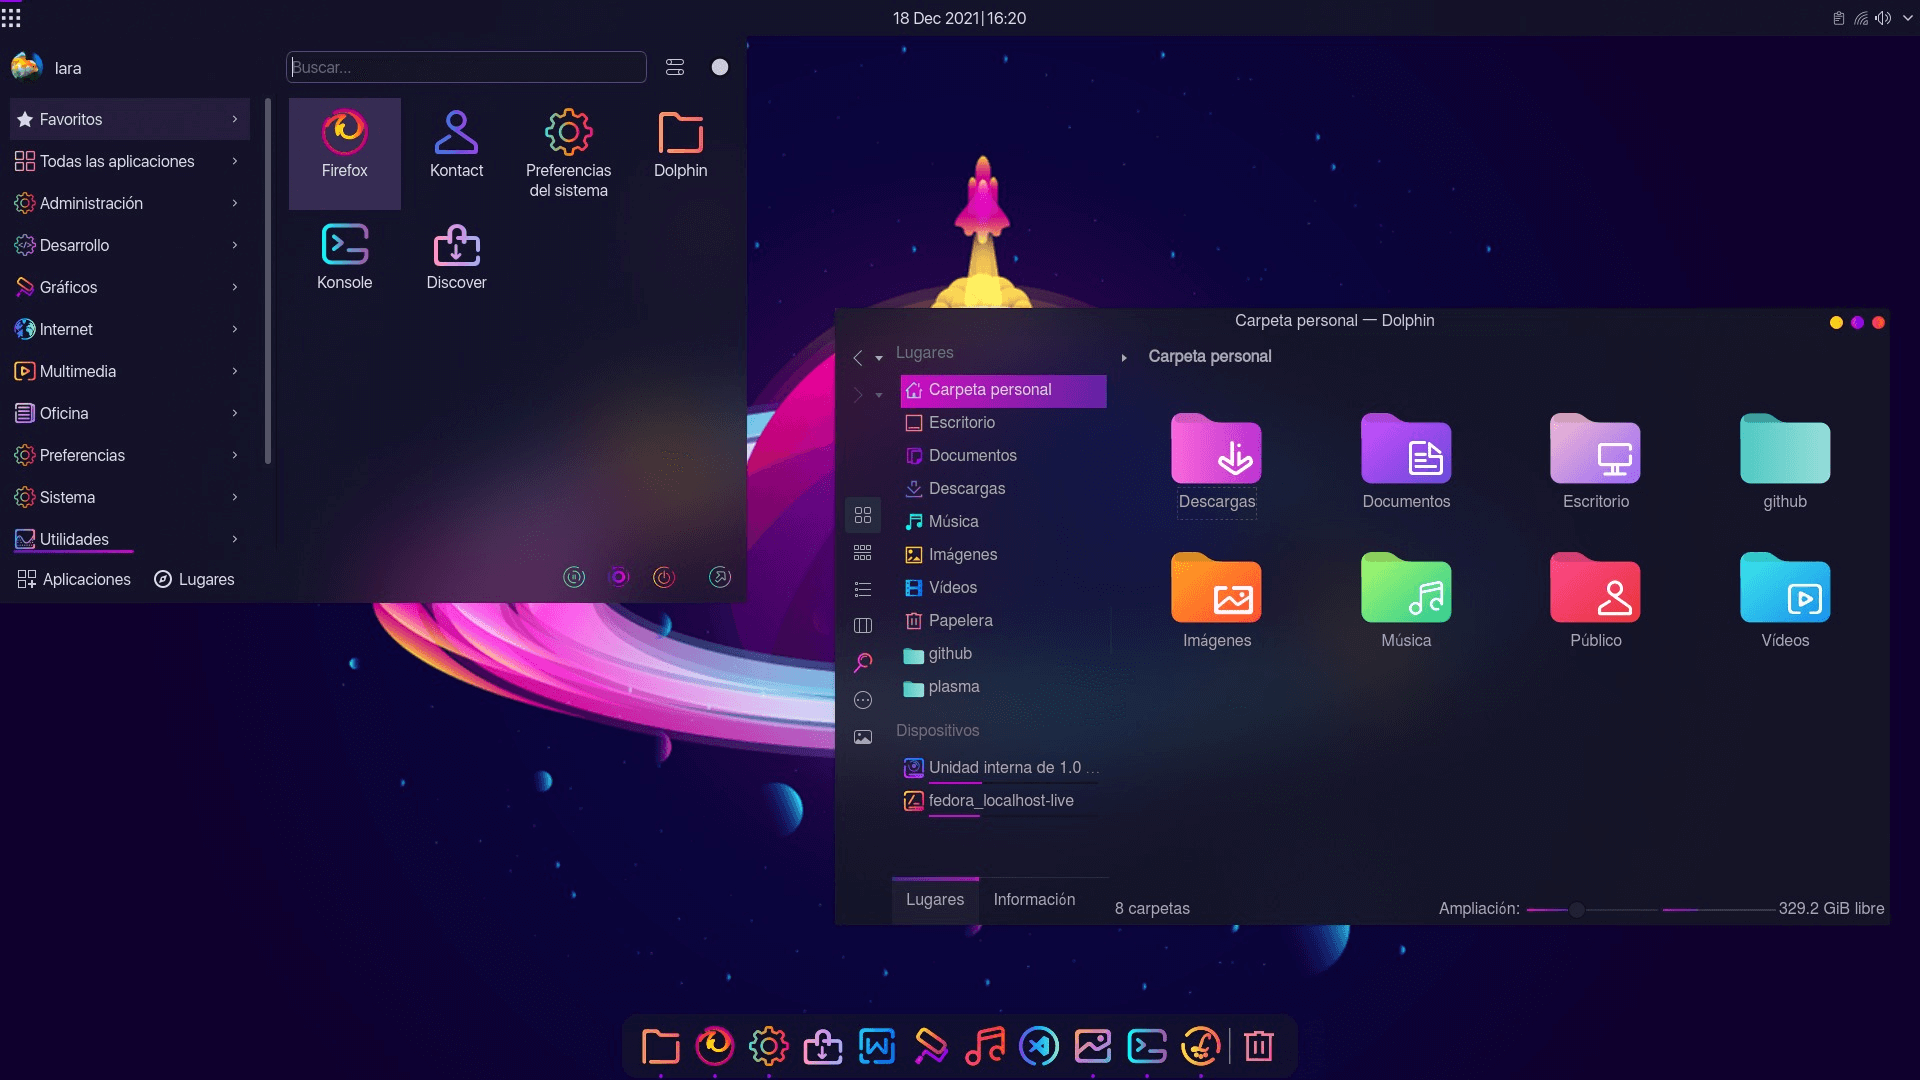 18 Dec 2021|16:20
lara
Buscar...
Favoritos
Todas las aplicaciones
Administración
Desarrollo
Gráficos
Internet
Multimedia
Oficina
Preferencias
Sistema
Utilidades
Aplicaciones
Lugares
Firefox
Kontact
Preferencias
del sistema
Dolphin
Konsole
Discover
Carpeta personal — Dolphin
Lugares
Carpeta personal
Carpeta personal
Escritorio
Documentos
Descargas
Música
Imágenes
Vídeos
Papelera
github
plasma
Dispositivos
Unidad interna de 1.0 ...
fedora_localhost-live
Descargas
Documentos
Escritorio
github
Imágenes
Música
Público
Vídeos
Lugares
Información
8 carpetas
Ampliación:
329.2 GiB libre